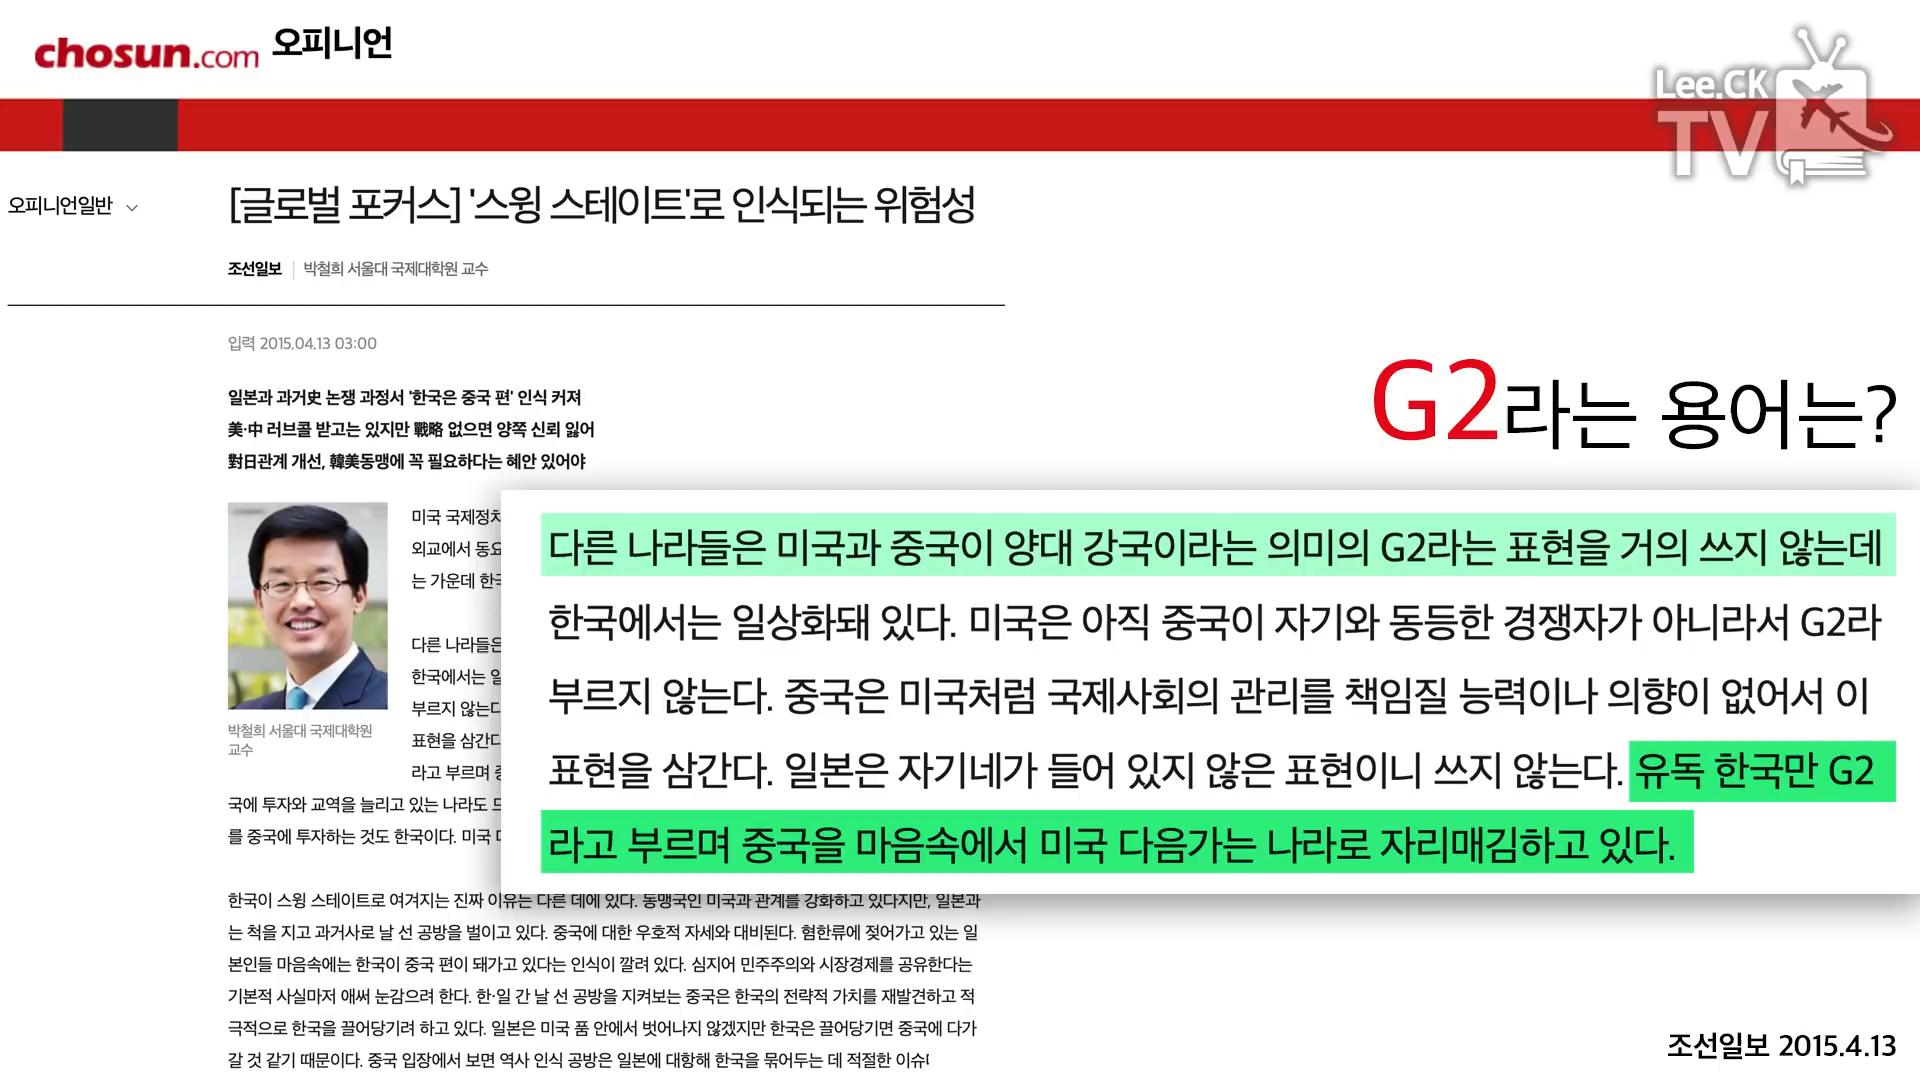 chosun.com 오피니언
Lee.CK
TV
오피니언일반
[글로벌 포커스] '스윙 스테이트'로 인식되는 위험성
조선일보 박철희 서울대 국제대학원 교수
입력 2015.04.13 03:00
일본과 과거史 논쟁 과정서 '한국은 중국 편' 인식 커져
美·中 러브콜 받고는 있지만 戰略 없으면 양쪽 신뢰 잃어
對日관계 개선, 韓美동맹에 꼭 필요하다는 혜안 있어야
G2라는 용어는?
미국 국제정치
외교에서 동요
는 가운데 한국
다른 나라들은
한국에서는 일
부르지 않는다
표현을 삼간다
라고 부르며 중
박철희 서울대 국제대학원
교수
국에 투자와 교역을 늘리고 있는 나라도
를 중국에 투자하는 것도 한국이다. 미국
다른 나라들은 미국과 중국이 양대 강국이라는 의미의 G2라는 표현을 거의 쓰지 않는데
한국에서는 일상화돼 있다. 미국은 아직 중국이 자기와 동등한 경쟁자가 아니라서 G2라
부르지 않는다. 중국은 미국처럼 국제사회의 관리를 책임질 능력이나 의향이 없어서 이
표현을 삼간다. 일본은 자기네가 들어 있지 않은 표현이니 쓰지 않는다. 유독 한국만 G2
라고 부르며 중국을 마음속에서 미국 다음가는 나라로 자리매김하고 있다.
한국이 스윙 스테이트로 여겨지는 진짜 이유는 다른 데에 있다. 동맹국인 미국과 관계를 강화하고 있다지만, 일본과
는 척을 지고 과거사로 날 선 공방을 벌이고 있다. 중국에 대한 우호적 자세와 대비된다. 혐한류에 젖어가고 있는 일
본인들 마음속에는 한국이 중국 편이 돼가고 있다는 인식이 깔려 있다. 심지어 민주주의와 시장경제를 공유한다는
기본적 사실마저 애써 눈감으려 한다. 한·일 간 날 선 공방을 지켜보는 중국은 한국의 전략적 가치를 재발견하고 적
극적으로 한국을 끌어당기려 하고 있다. 일본은 미국 품 안에서 벗어나지 않겠지만 한국은 끌어당기면 중국에 다가
갈 것 같기 때문이다. 중국 입장에서 보면 역사 인식 공방은 일본에 대항해 한국을 묶어두는 데 적절한
조선일보 2015.4.13